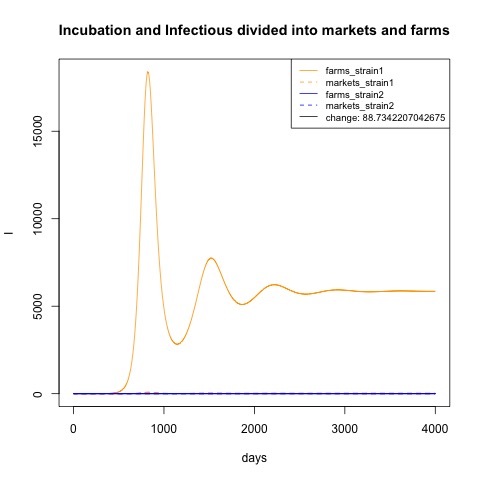 Incubation and Infectious divided into markets and farms
farms_strain1
markets_strain1
farms_strain2
markets_strain2
change: 88.7342207042675
15000
10000
5000
0
I
0 1000 2000 3000 4000
days